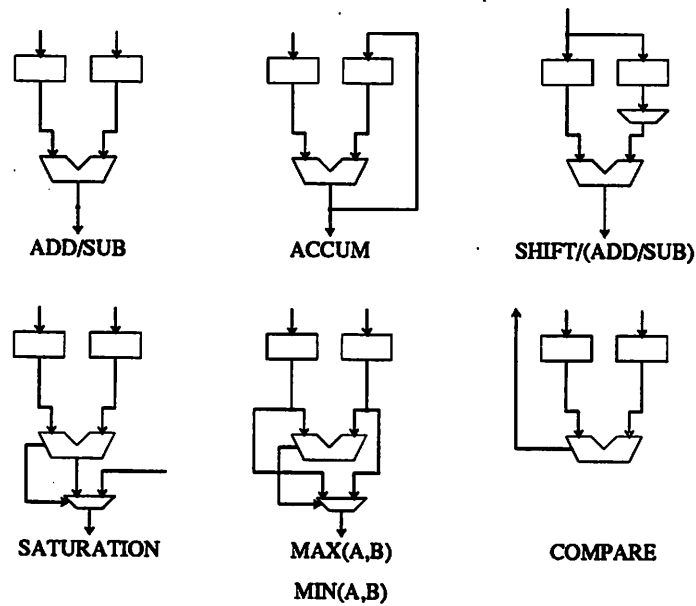 ADD/SUB
ACCUM
SHIFT/(ADD/SUB)
SATURATION
MAX(A,B)
MIN(A,B)
COMPARE